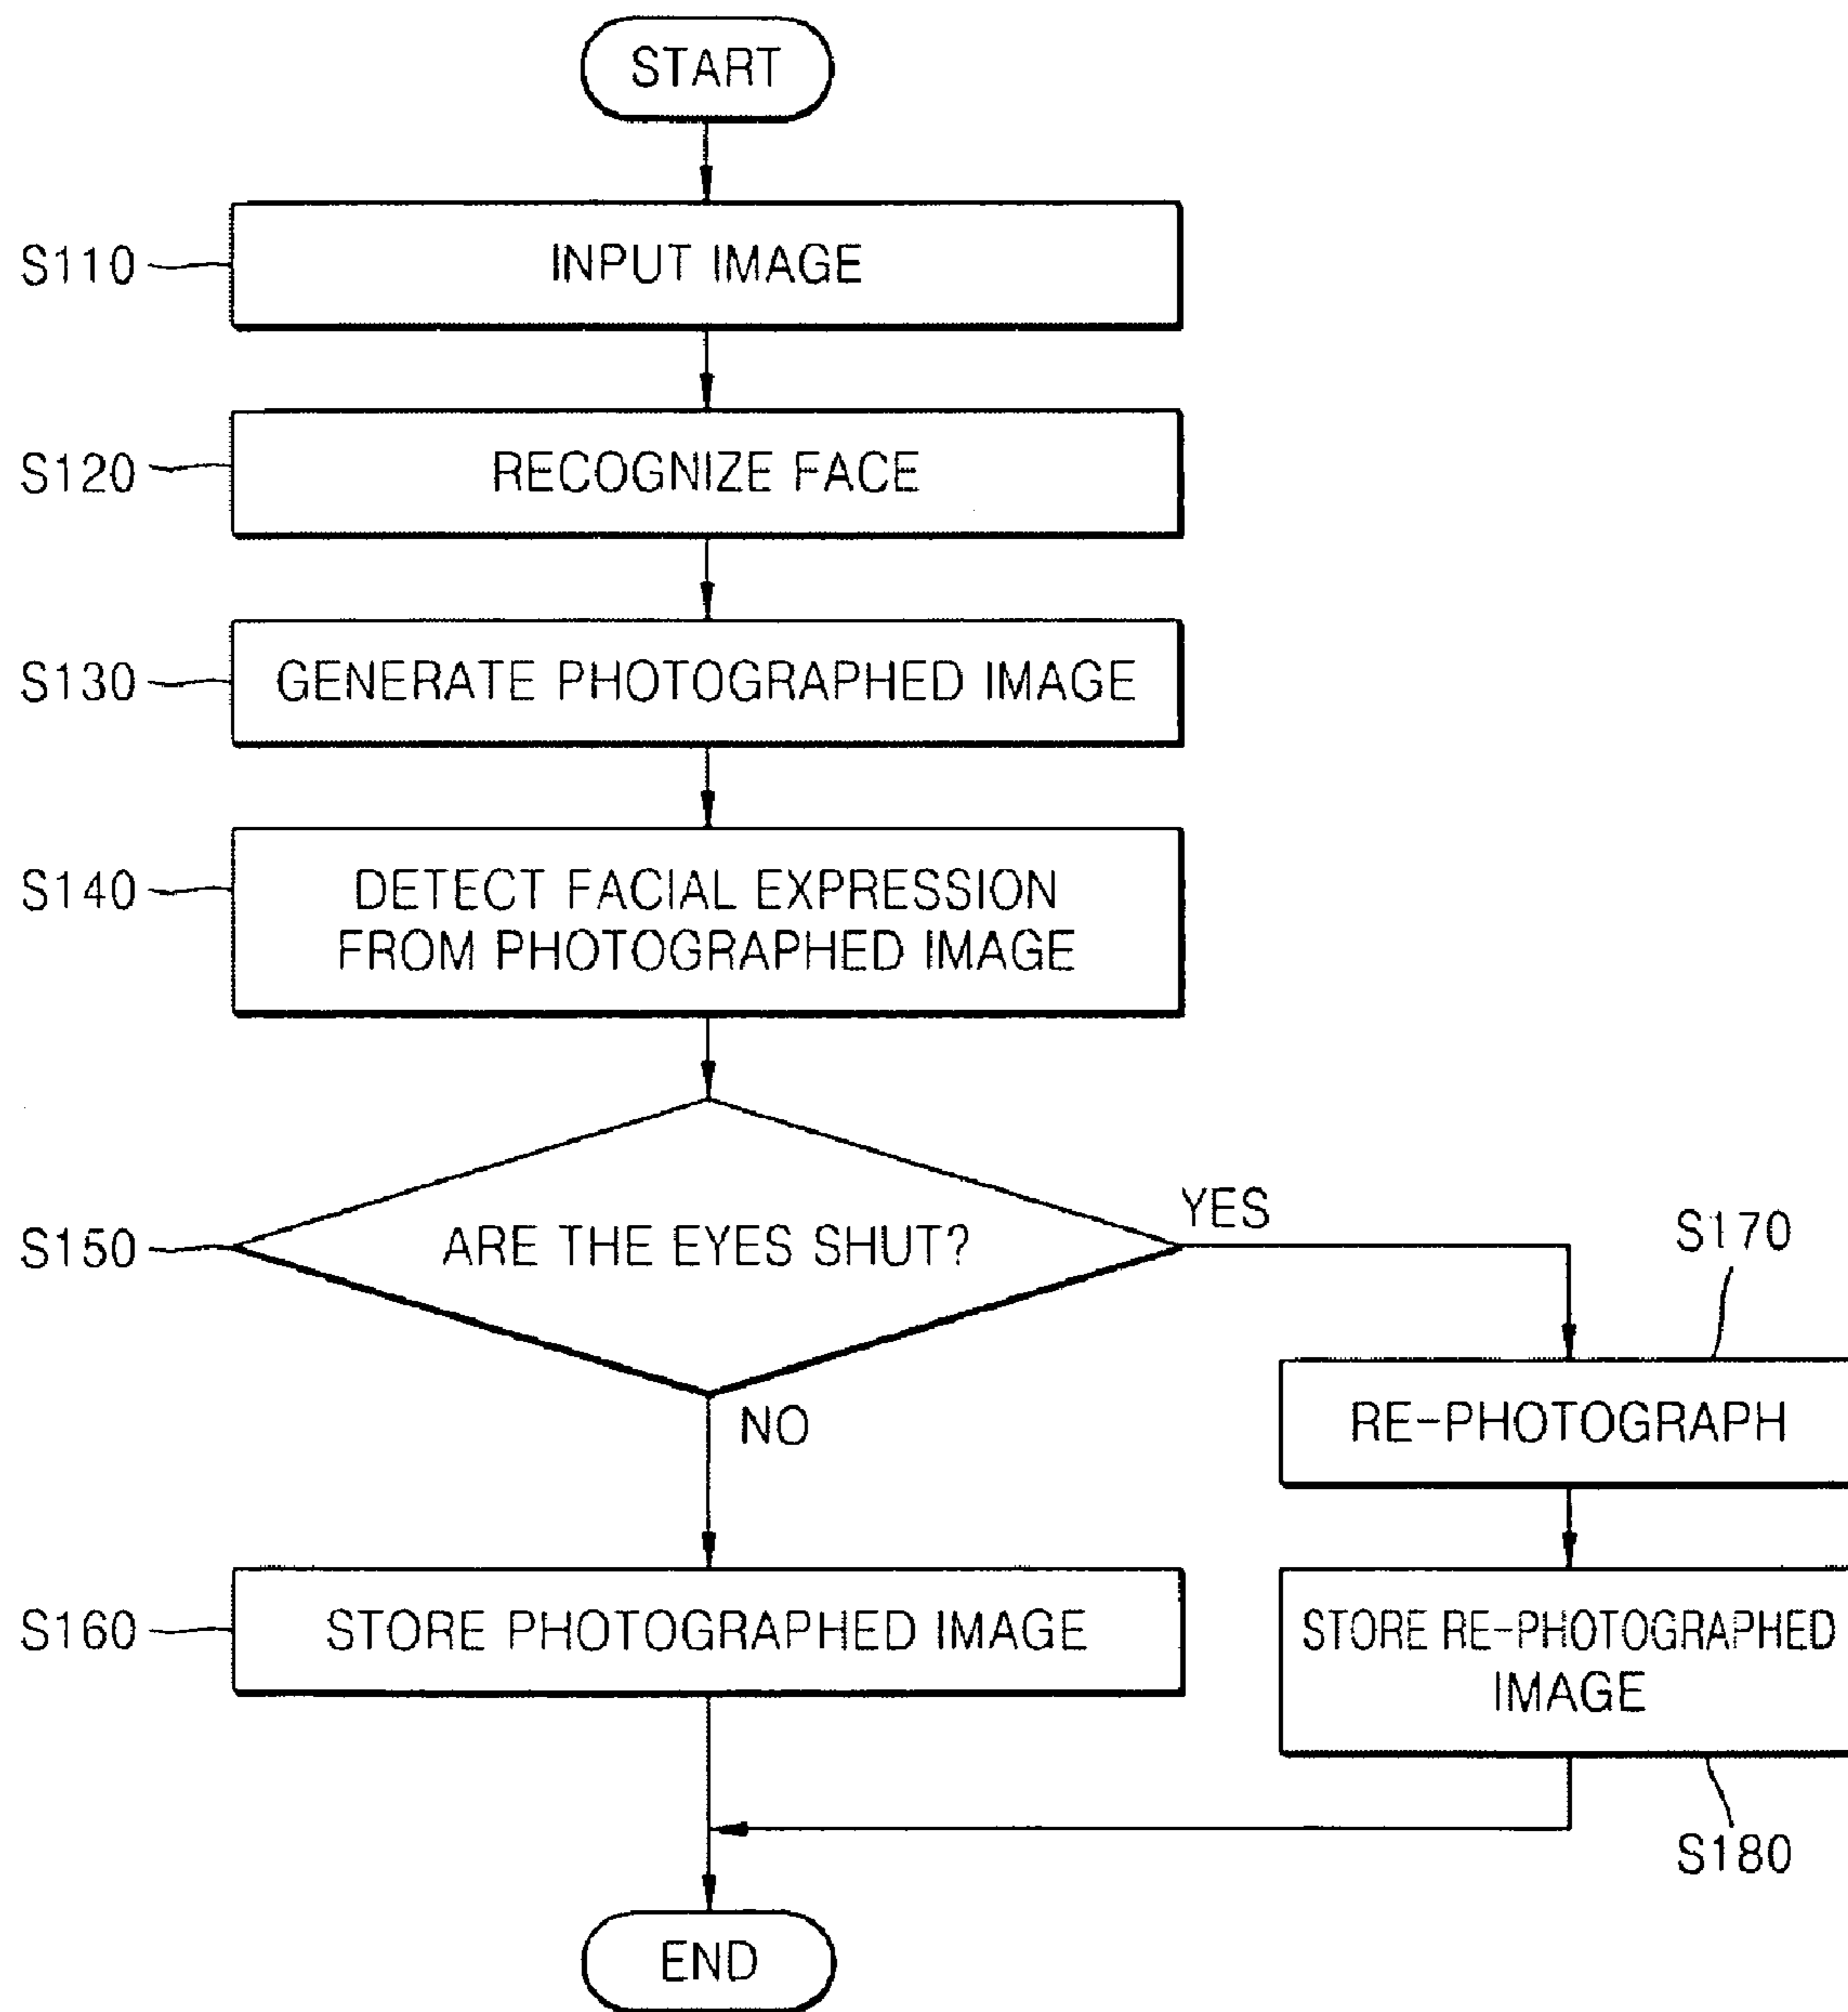 START
S110
INPUT IMAGE
S120
RECOGNIZE FACE
S130
GENERATE PHOTOGRAPHED IMAGE
S140
DETECT FACIAL EXPRESSION
FROM PHOTOGRAPHED IMAGE
S150
ARE THE EYES SHUT?
YES
NO
S170
RE-PHOTOGRAPH
S160
STORE PHOTOGRAPHED IMAGE
STORE RE-PHOTOGRAPHED
IMAGE
S180
END